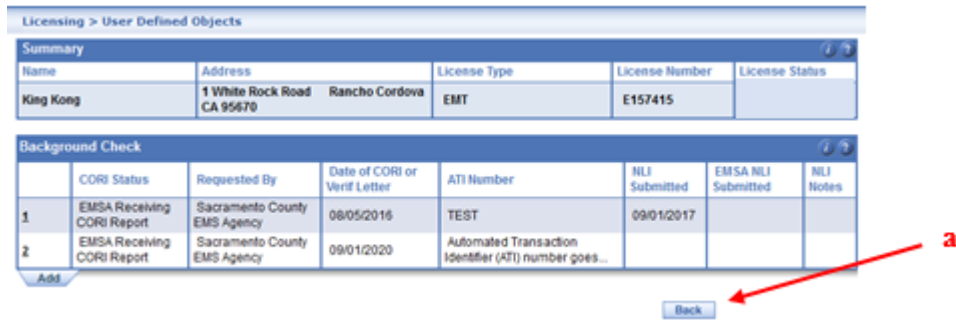 Licensing > User Defined Objects
Summary
Name Address License Type License Number License Status
King Kong 1 White Rock Road Rancho Cordova CA 95670 EMT E157415
Background Check
CORI Status Requested By Date of CORI or Verif Letter ATI Number NLI Submitted EMSA NLI Submitted NLI Notes
1 EMSA Receiving CORI Report Sacramento County EMS Agency 08/05/2016 TEST 09/01/2017
2 EMSA Receiving CORI Report Sacramento County EMS Agency 09/01/2020 Automated Transaction Identifier (ATI) number goes...
Add
a
Back